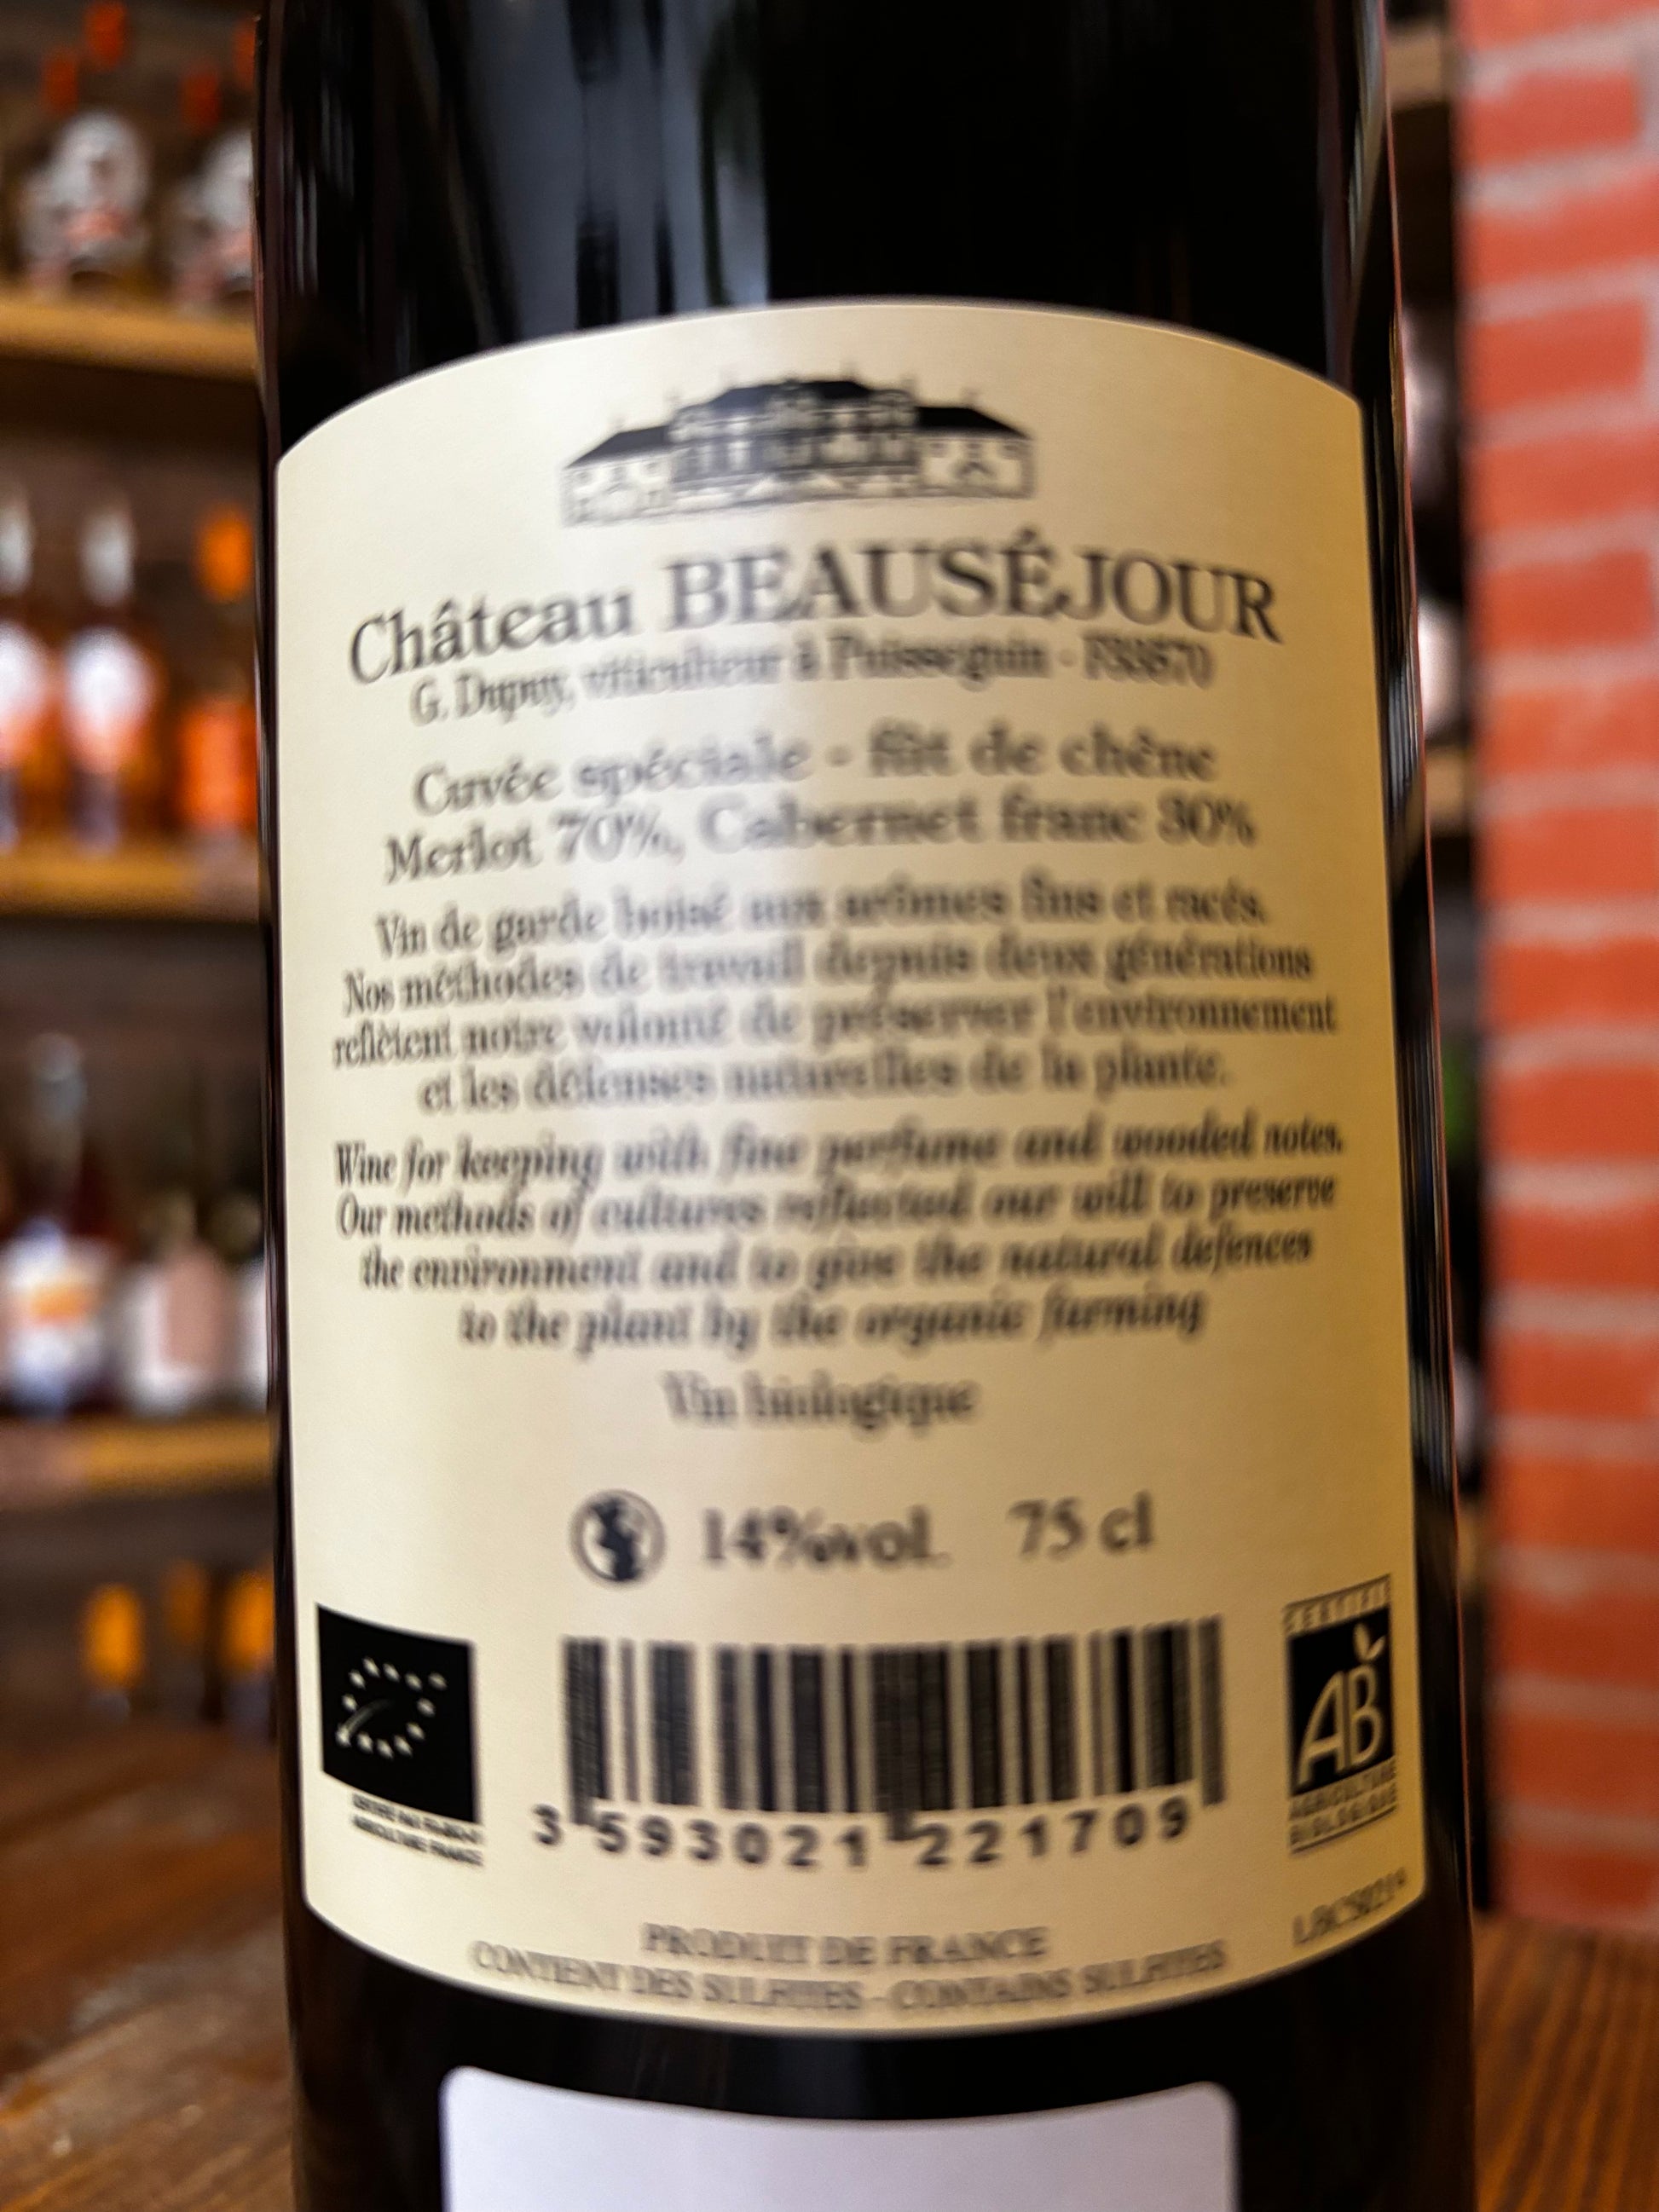 Château BEAUSÉJOUR
G. Dupuy, viticulteur à Puisseguin - F33570
Cuvée spéciale - fût de chêne
Merlot 70%, Cabernet franc 30%
Vin de garde boisé aux arômes fins et racés.
Nos méthodes de travail depuis deux générations
reflètent notre volonté de préserver l'environnement
et les défenses naturelles de la plante.
Wine for keeping with fine perfume and wooded notes.
Our methods of cultures reflected our will to preserve
the environment and to give the natural defences
to the plant by the organic farming
Vin biologique
14%vol. 75 cl
CERTIFIÉ
AB
AGRICULTURE
BIOLOGIQUE
3 593021 221709
AGRICULTURE FRANCE
PRODUIT DE FRANCE
CONTIENT DES SULFITES - CONTAINS SULFITES